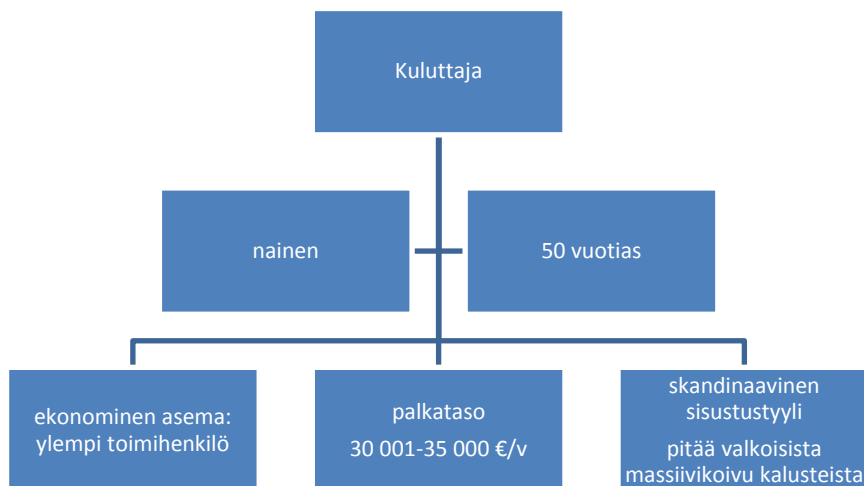 Kuluttaja
nainen
50 vuotias
ekonominen asema:
ylempi toimihenkilö
palkataso
30 001-35 000 €/v
skandinaavinen
sisustustyyli
pitää valkoisista
massiivikoivu kalusteista